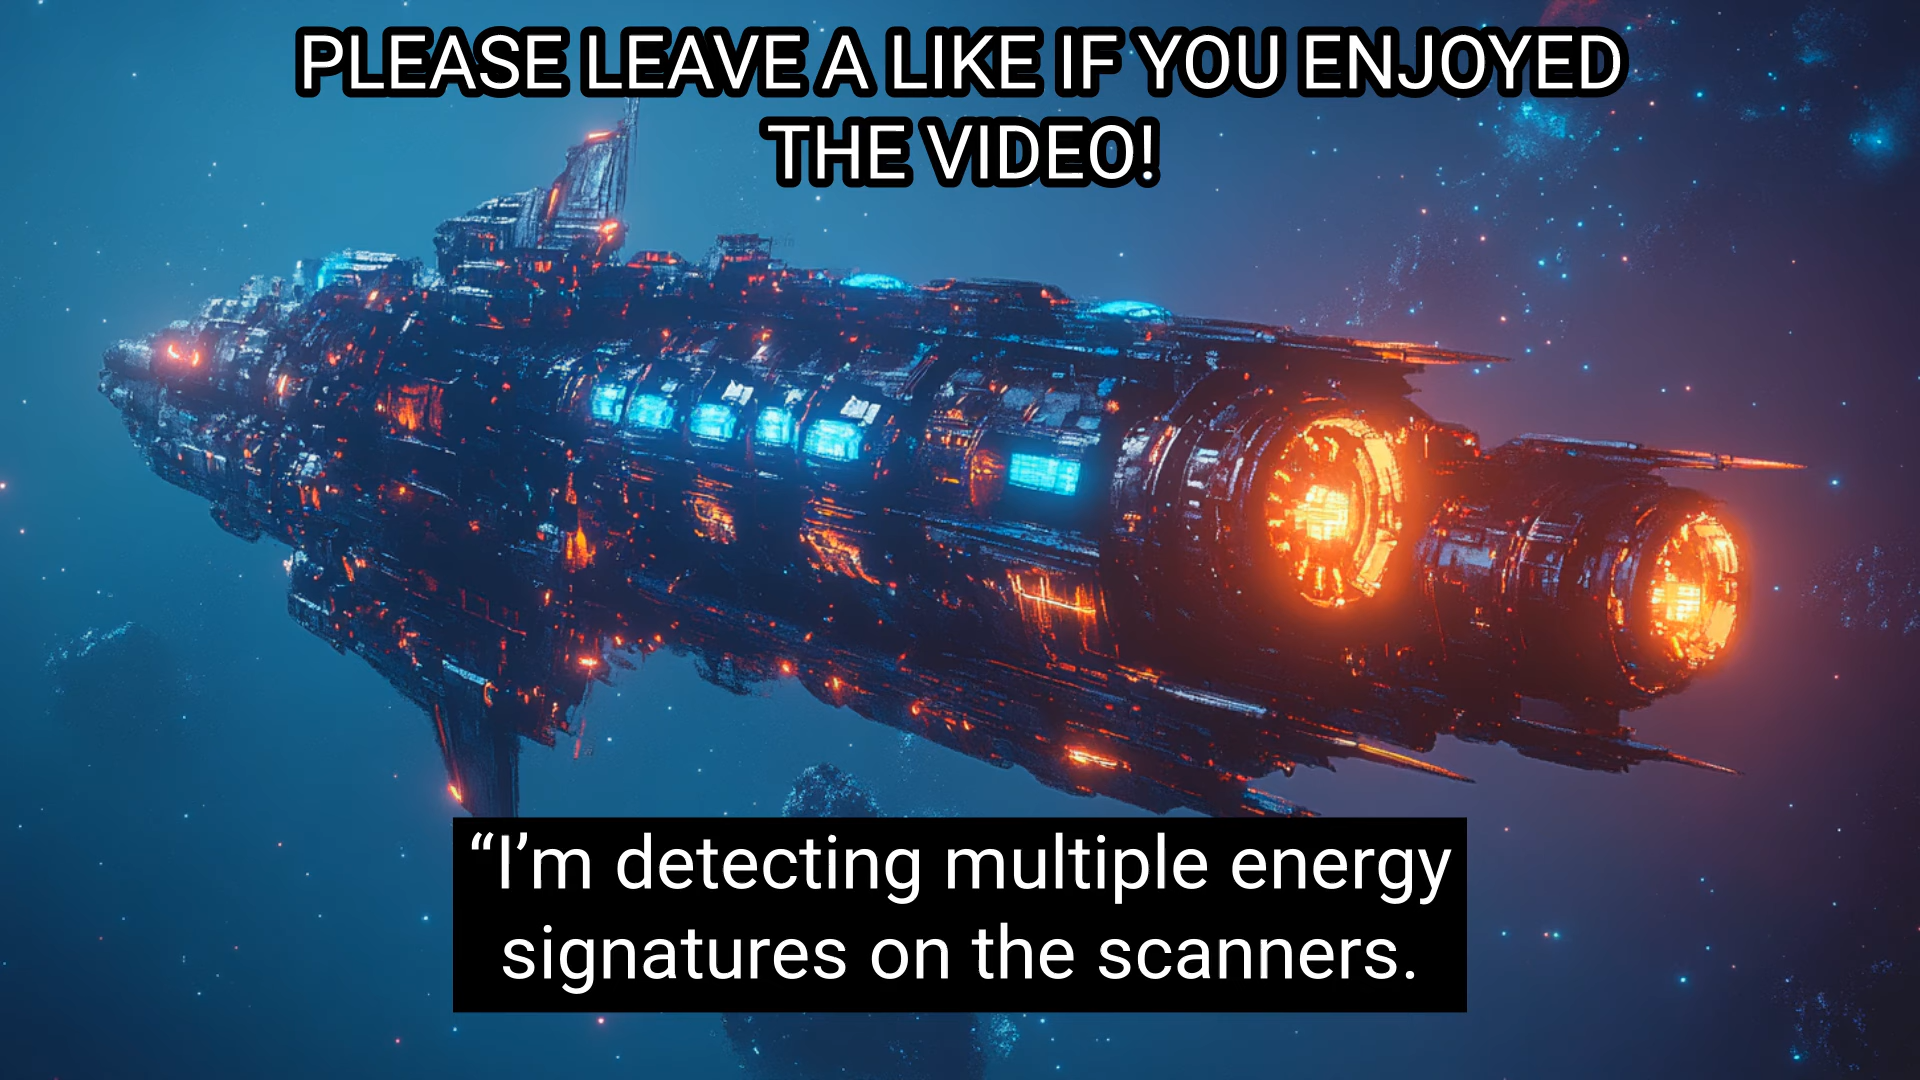 PLEASE LEAVE A LIKE IF YOU ENJOYED
THE VIDEO!
“I’m detecting multiple energy
signatures on the scanners.